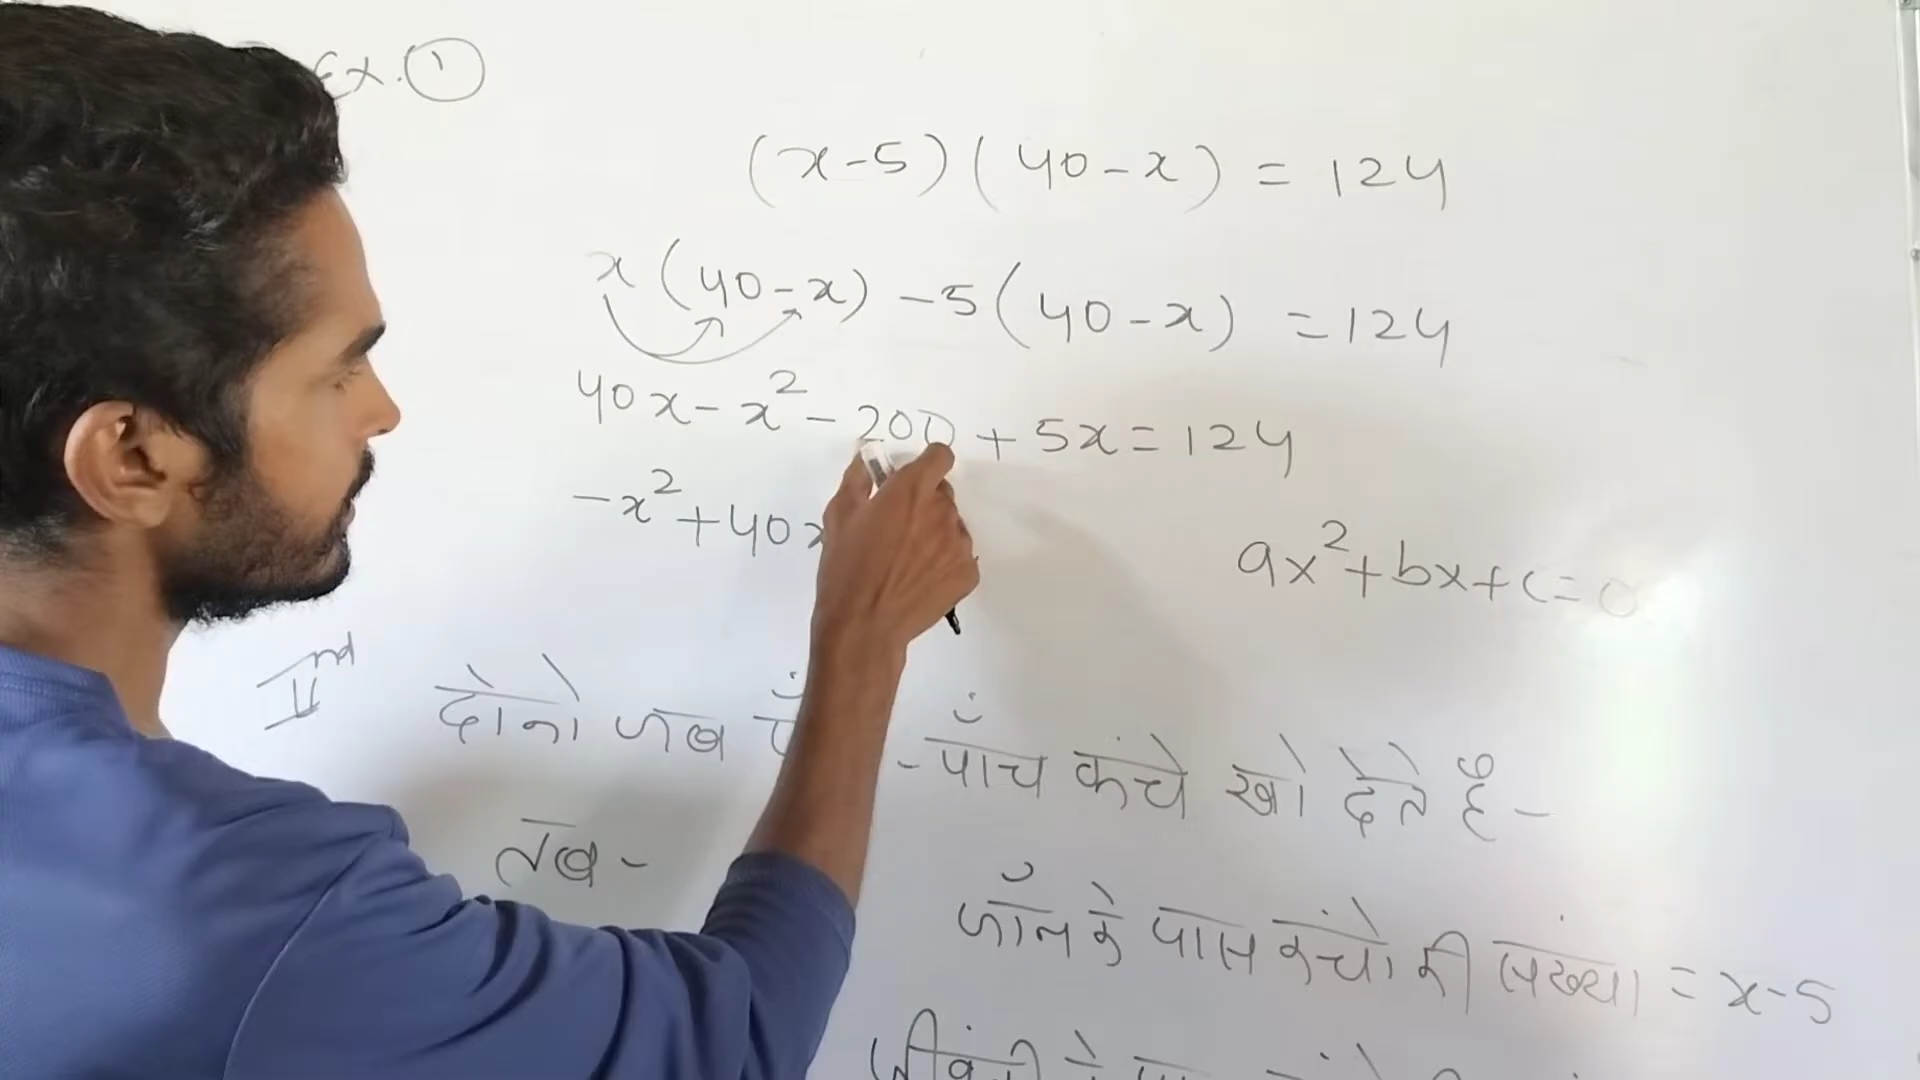 Ex. ①
(x-5)(40-x) = 124
x(40-x) -5(40-x) = 124
40x - x² - 200 + 5x = 124
-x² + 40x
ax² + bx + c = 0
IInd
दोनो जब -पाँच कंचे खो देते हैं -
तब -
जॉन के पास कंचो की संख्या = x-5